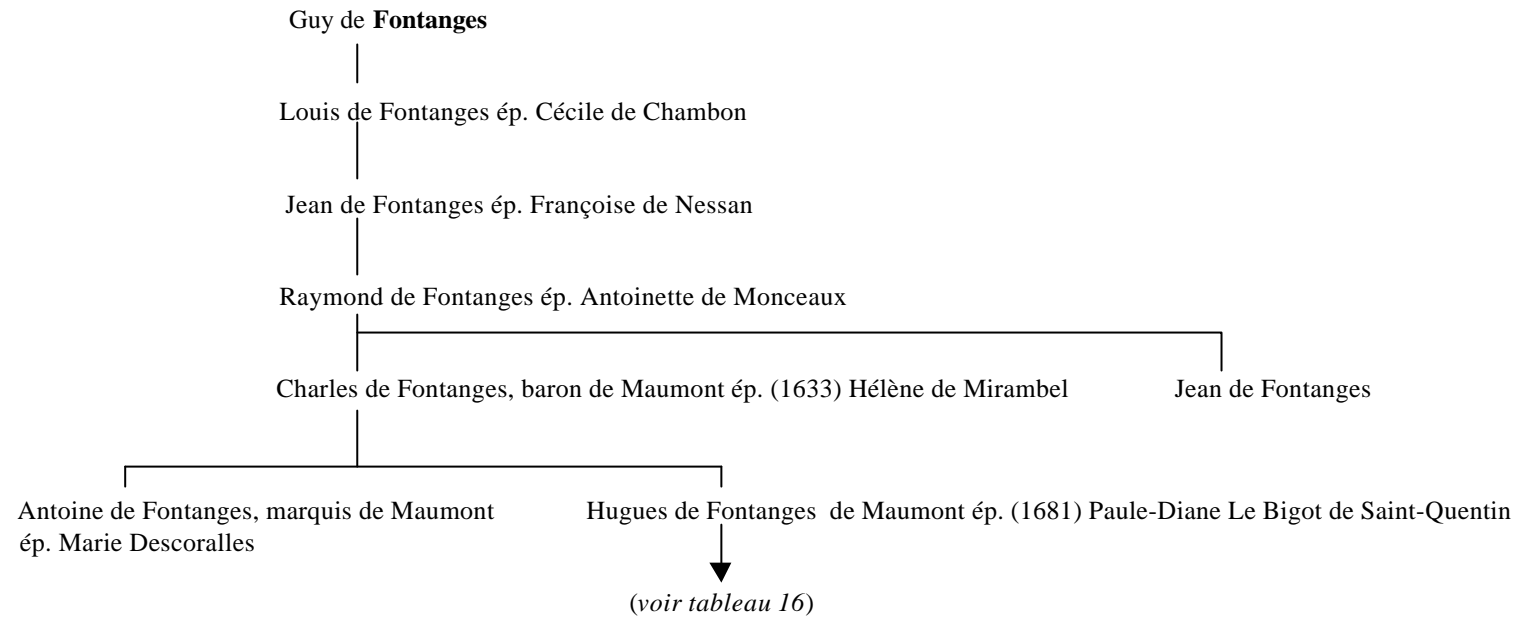 Guy de Fontanges
Louis de Fontanges ép. Cécile de Chambon
Jean de Fontanges ép. Françoise de Nessan
Raymond de Fontanges ép. Antoinette de Monceaux
Charles de Fontanges, baron de Maumont ép. (1633) Hélène de Mirambel
Jean de Fontanges
Antoine de Fontanges, marquis de Maumont
ép. Marie Descoralles
Hugues de Fontanges de Maumont ép. (1681) Paule-Diane Le Bigot de Saint-Quentin
(voir tableau 16)